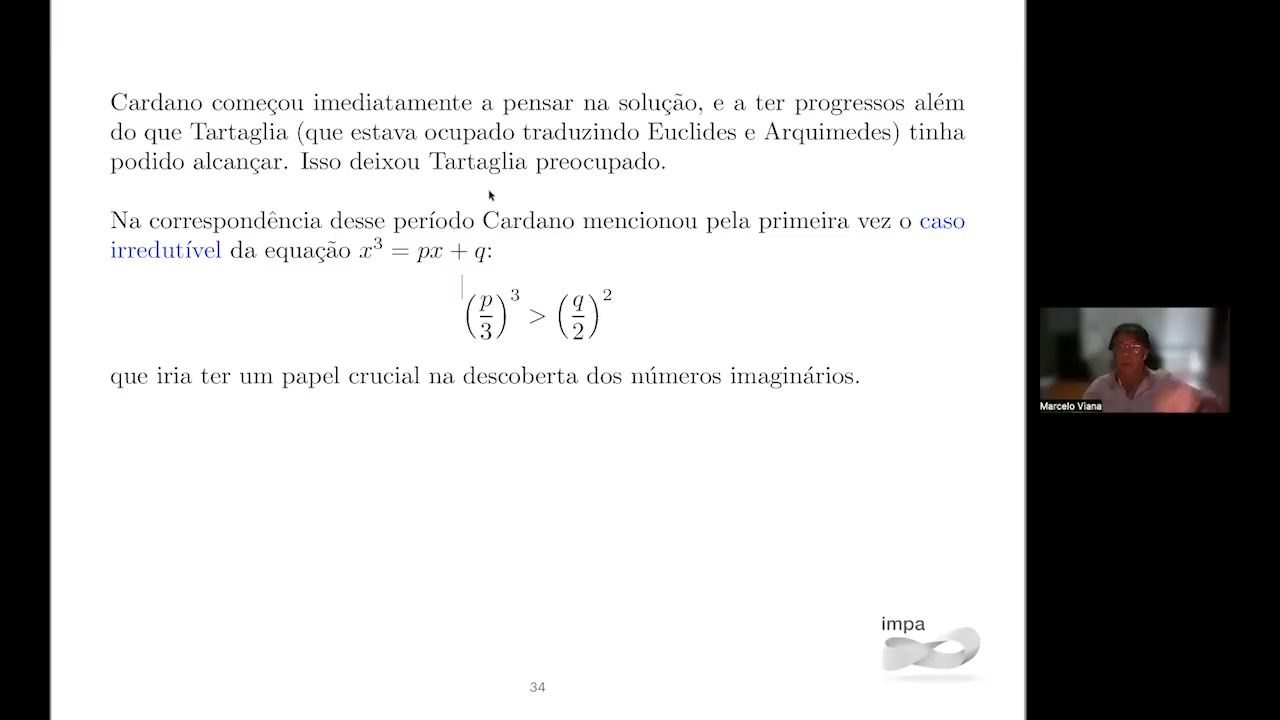 Cardano começou imediatamente a pensar na solução, e a ter progressos além
do que Tartaglia (que estava ocupado traduzindo Euclides e Arquimedes) tinha
podido alcançar. Isso deixou Tartaglia preocupado.
Na correspondência desse período Cardano mencionou pela primeira vez o caso
irredutível da equação x³ = px + q:
(p/3)³ > (q/2)²
que iria ter um papel crucial na descoberta dos números imaginários.
Marcelo Viana
impa
34